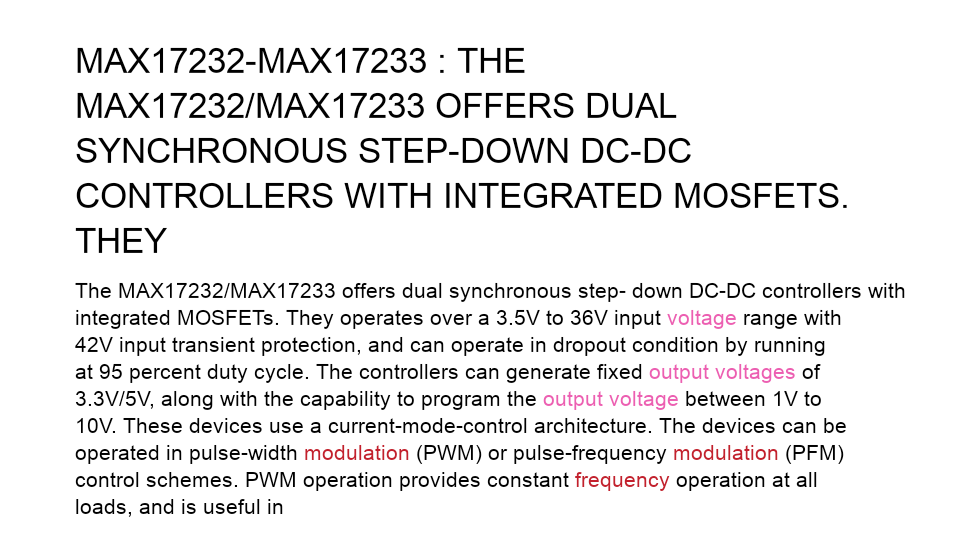 MAX17232-MAX17233 : THE
MAX17232/MAX17233 OFFERS DUAL
SYNCHRONOUS STEP-DOWN DC-DC
CONTROLLERS WITH INTEGRATED MOSFETS.
THEY
The MAX17232/MAX17233 offers dual synchronous step- down DC-DC controllers with
integrated MOSFETs. They operates over a 3.5V to 36V input voltage range with
42V input transient protection, and can operate in dropout condition by running
at 95 percent duty cycle. The controllers can generate fixed output voltages of
3.3V/5V, along with the capability to program the output voltage between 1V to
10V. These devices use a current-mode-control architecture. The devices can be
operated in pulse-width modulation (PWM) or pulse-frequency modulation (PFM)
control schemes. PWM operation provides constant frequency operation at all
loads, and is useful in